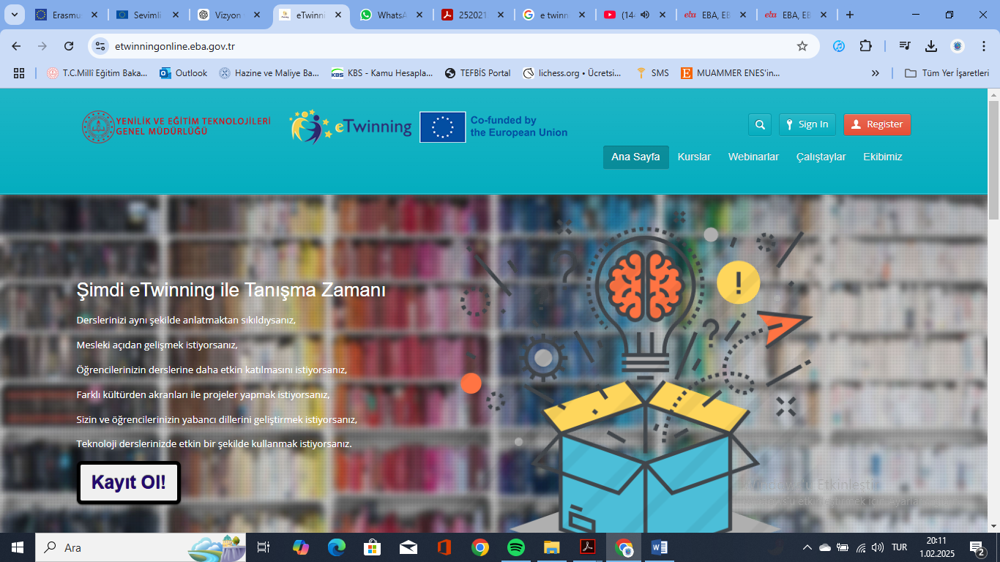 Erasmu
Sevimli
Vizyon
eTwinni
WhatsA
252021
e twinn
(14
EBA, EB
EBA, EB
etwinningonline.eba.gov.tr
T.C.Millî Eğitim Baka...
Outlook
Hazine ve Maliye Ba...
KBS - Kamu Hesapla...
TEFBİS Portal
lichess.org • Ücretsi...
SMS
MUAMMER ENES'in...
Tüm Yer İşaretleri
YENİLİK VE EĞİTİM TEKNOLOJİLERİ
GENEL MÜDÜRLÜĞÜ
eTwinning
Co-funded by
the European Union
Sign In
Register
Ana Sayfa
Kurslar
Webinarlar
Çalıştaylar
Ekibimiz
Şimdi eTwinning ile Tanışma Zamanı
Derslerinizi aynı şekilde anlatmaktan sıkıldıysanız,
Mesleki açıdan gelişmek istiyorsanız,
Öğrencilerinizin derslerine daha etkin katılmasını istiyorsanız,
Farklı kültürden akranları ile projeler yapmak istiyorsanız,
Sizin ve öğrencilerinizin yabancı dillerini geliştirmek istiyorsanız,
Teknoloji derslerinizde etkin bir şekilde kullanmak istiyorsanız.
Kayıt Ol!
Ara
TUR
20:11
1.02.2025
2